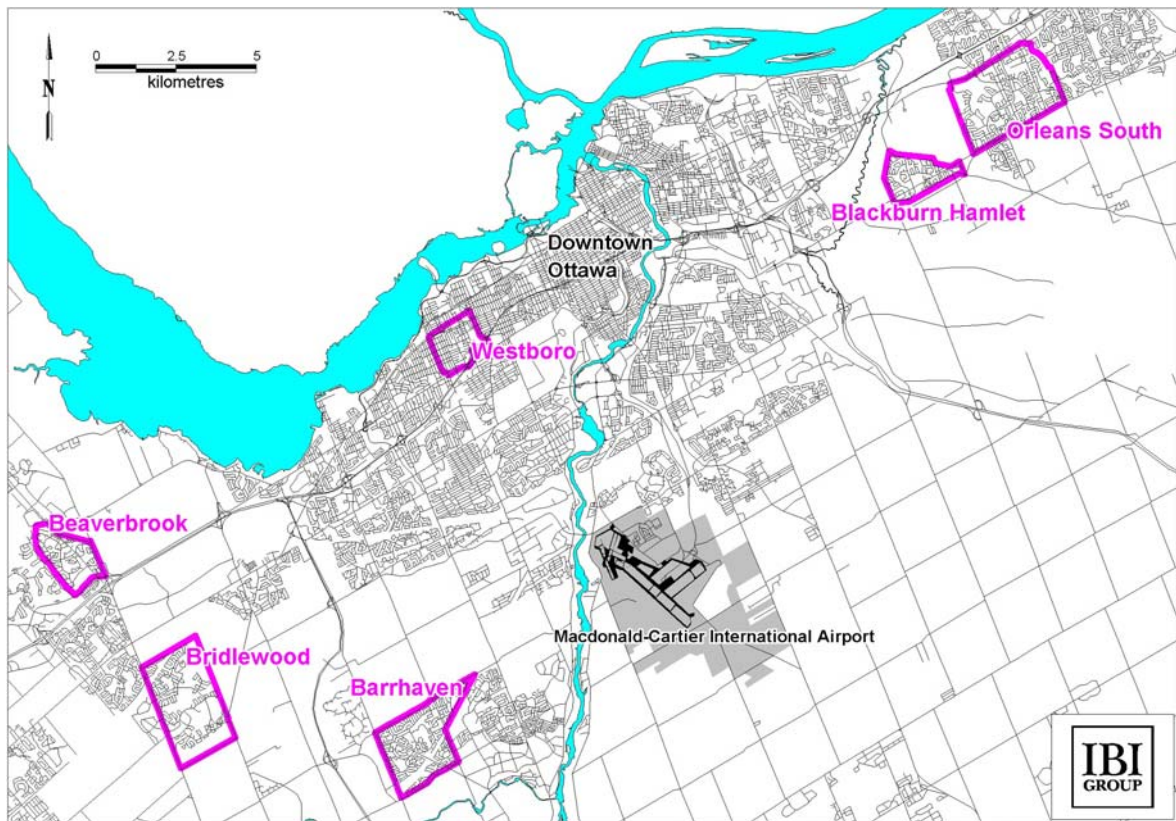 0 2.5 5
kilometres
N
Orleans South
Blackburn Hamlet
Downtown
Ottawa
Westboro
Beaverbrook
Macdonald-Cartier International Airport
Bridlewood
Barrhaven
IBI
GROUP